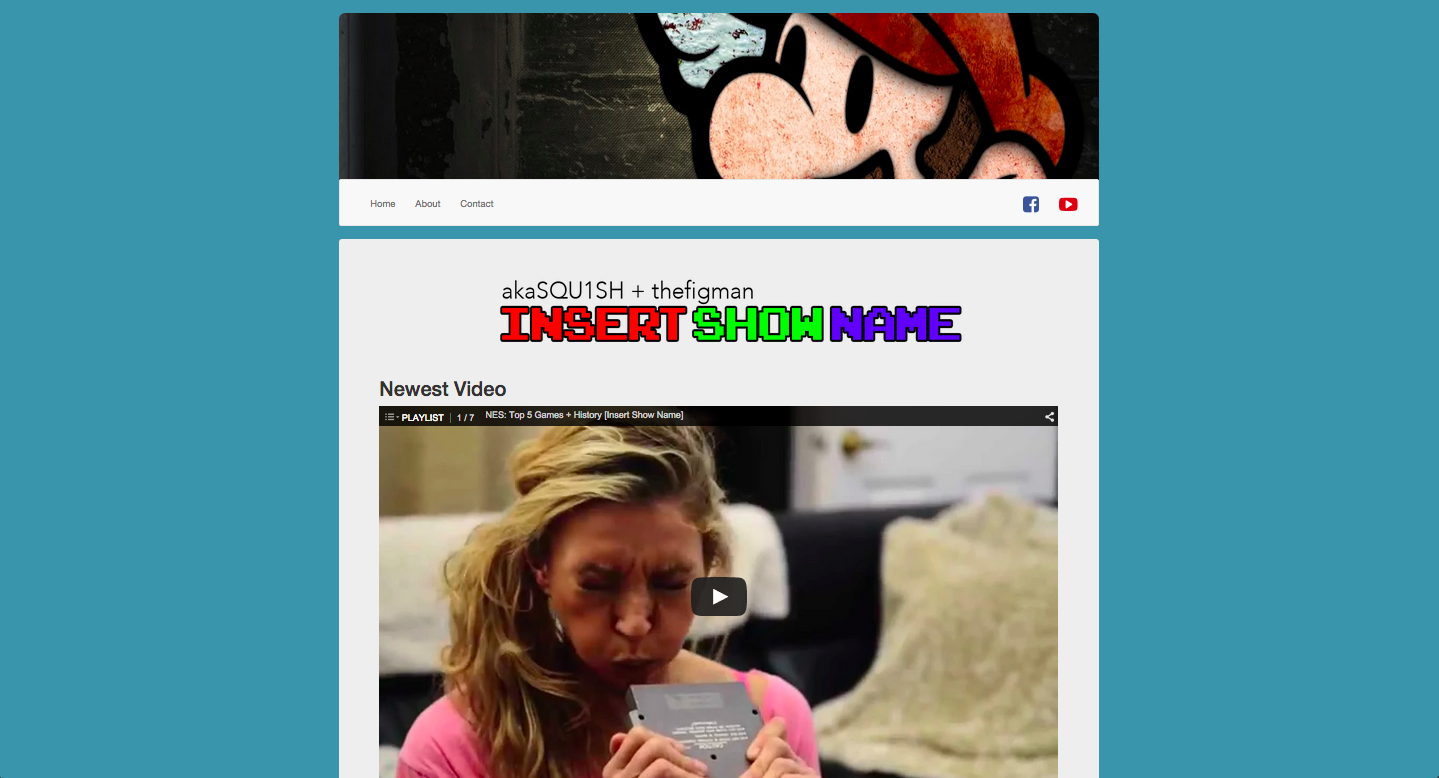 Home About Contact
akaSQU1SH + thefigman
INSERT SHOW NAME
Newest Video
PLAYLIST | 1 / 7 NES: Top 5 Games + History [Insert Show Name]
CAUTION